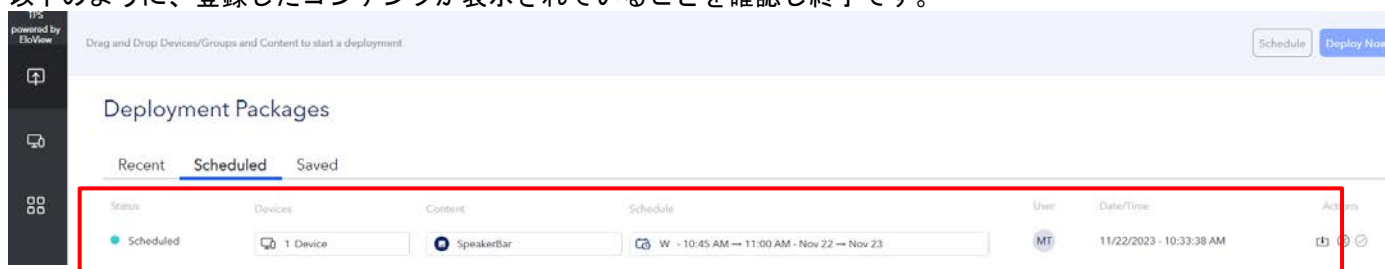 以下のように、登録したコンテンツが表示されていることを確認し終了です。
TPS
powered by
EloView
Drag and Drop Devices/Groups and Content to start a deployment
Schedule
Deploy Now
Deployment Packages
Recent Scheduled Saved
Status Devices Content Schedule User Date/Time Actions
Scheduled 1 Device SpeakerBar W - 10:45 AM → 11:00 AM - Nov 22 → Nov 23 MT 11/22/2023 - 10:33:38 AM